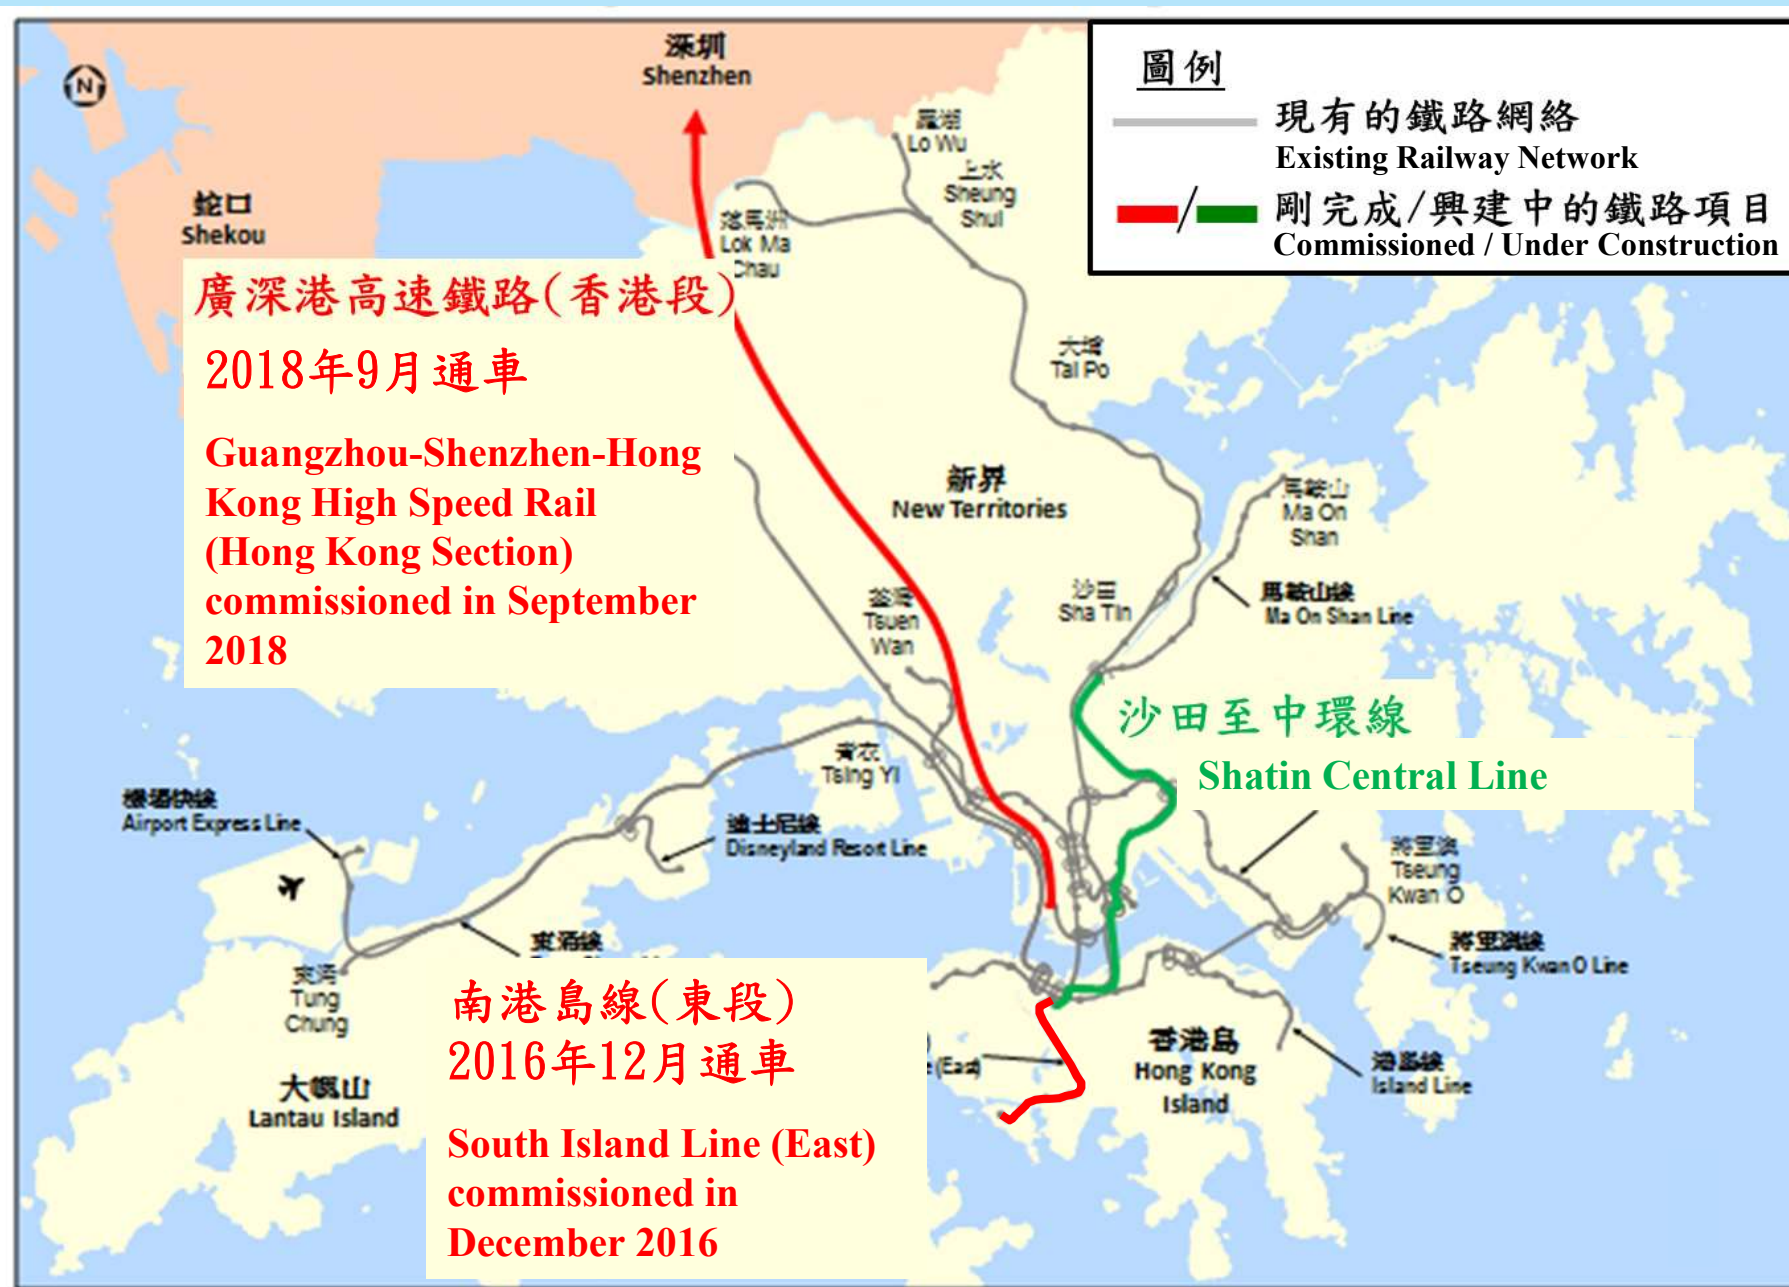 深圳
Shenzhen
N
羅湖
Lo Wu
上水
Sheung
Shui
蛇口
Shekou
落馬洲
Lok Ma
Chau
圖例
現有的鐵路網絡
Existing Railway Network
/
剛完成/興建中的鐵路項目
Commissioned / Under Construction
廣深港高速鐵路(香港段)
2018年9月通車
Guangzhou-Shenzhen-Hong
Kong High Speed Rail
(Hong Kong Section)
commissioned in September
2018
大埔
Tai Po
新界
New Territories
馬鞍山
Ma On
Shan
馬鞍山線
Ma On Shan Line
荃灣
Tsuen
Wan
沙田
Sha Tin
沙田至中環線
Shatin Central Line
青衣
Tsing Yi
機場快線
Airport Express Line
迪士尼線
Disneyland Resort Line
將軍澳
Tseung
Kwan O
將軍澳線
Tseung Kwan O Line
東涌線
東涌
Tung
Chung
大嶼山
Lantau Island
南港島線(東段)
2016年12月通車
South Island Line (East)
commissioned in
December 2016
(East)
香港島
Hong Kong
Island
港島線
Island Line